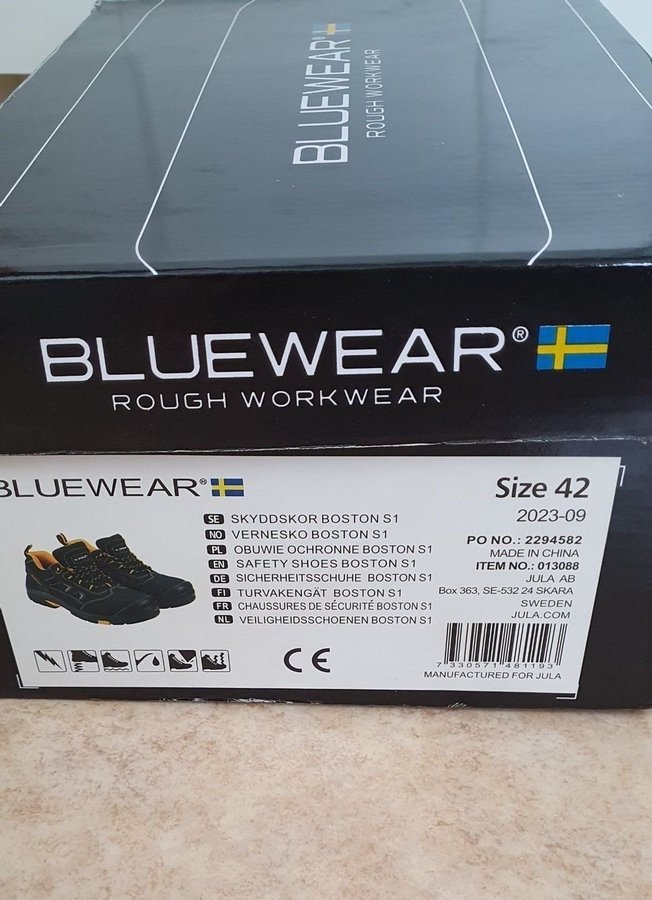 BLUEWEAR
ROUGH WORKWEAR
BLUEWEAR®
ROUGH WORKWEAR
BLUEWEAR®
SE SKYDDSKOR BOSTON S1
NO VERNESKO BOSTON S1
PL OBUWIE OCHRONNE BOSTON S1
EN SAFETY SHOES BOSTON S1
DE SICHERHEITSSCHUHE BOSTON S1
FI TURVAKENGÄT BOSTON S1
FR CHAUSSURES DE SÉCURITÉ BOSTON S1
NL VEILIGHEIDSSCHOENEN BOSTON S1
CE
Size 42
2023-09
PO NO.: 2294582
MADE IN CHINA
ITEM NO.: 013088
JULA AB
Box 363, SE-532 24 SKARA
SWEDEN
JULA.COM
7 330571 481193
MANUFACTURED FOR JULA